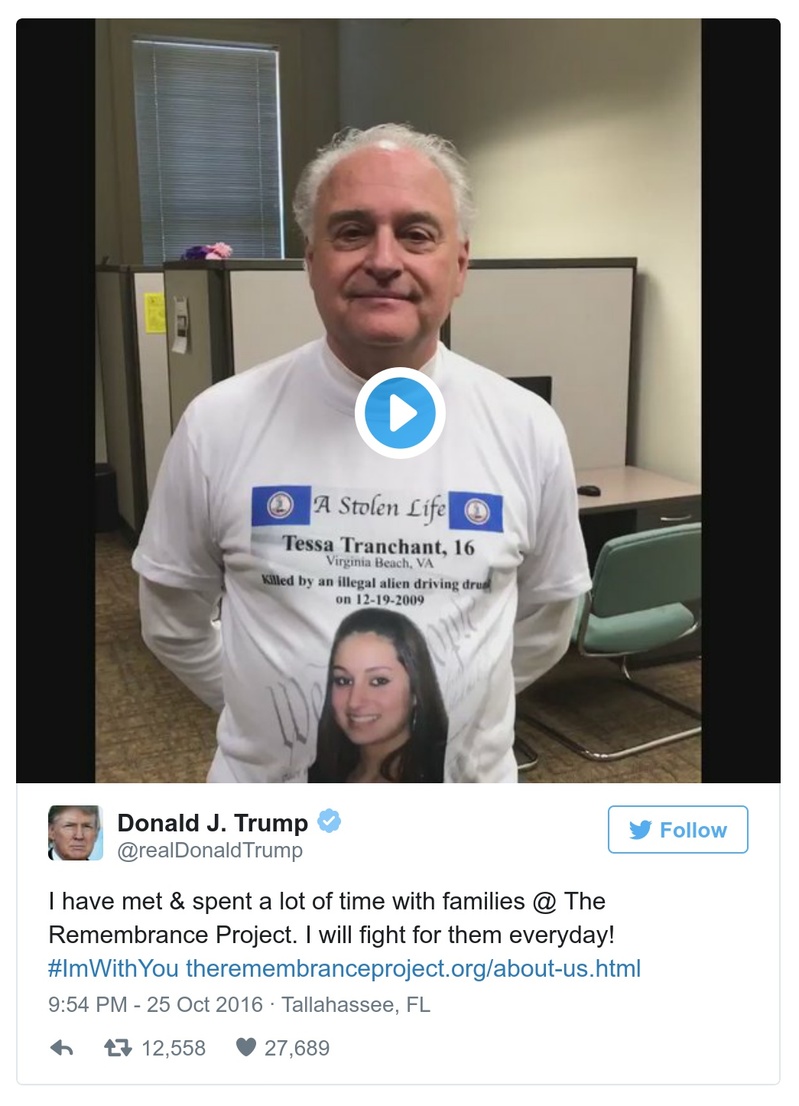 A Stolen Life
Tessa Tranchant, 16
Virginia Beach, VA
Killed by an illegal alien driving drunk
on 12-19-2009
We
Donald J. Trump
@realDonaldTrump
Follow
I have met & spent a lot of time with families @ The
Remembrance Project. I will fight for them everyday!
#ImWithYou theremembranceproject.org/about-us.html
9:54 PM - 25 Oct 2016 · Tallahassee, FL
12,558 27,689